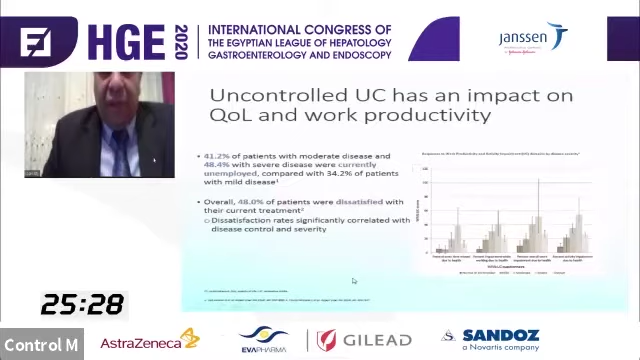 HGE 2020
INTERNATIONAL CONGRESS OF
THE EGYPTIAN LEAGUE OF HEPATOLOGY
GASTROENTEROLOGY AND ENDOSCOPY
janssen
Uncontrolled UC has an impact on
QoL and work productivity
• 41.2% of patients with moderate disease and
48.4% with severe disease were currently
unemployed, compared with 34.2% of patients
with mild disease¹
• Overall, 48.0% of patients were dissatisfied with
their current treatment²
o Dissatisfaction rates significantly correlated with
disease control and severity
25:28
Control M
AstraZeneca
EVAPHARMA
GILEAD
SANDOZ
a Novartis company